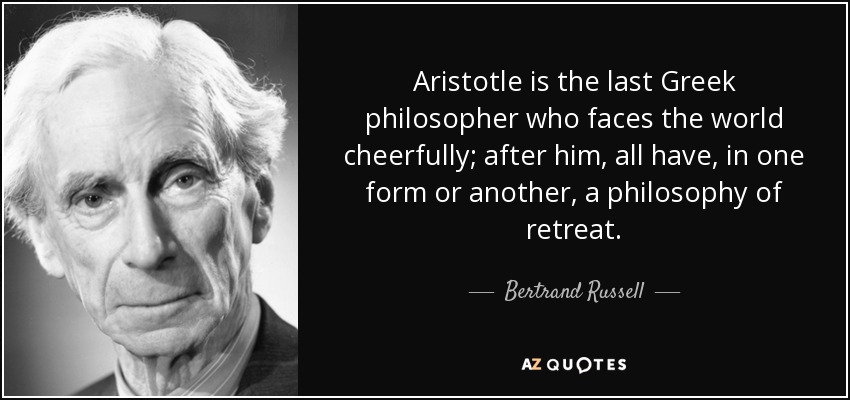 Aristotle is the last Greek
philosopher who faces the world
cheerfully; after him, all have, in one
form or another, a philosophy of
retreat.
Bertrand Russell
AZ QUOTES